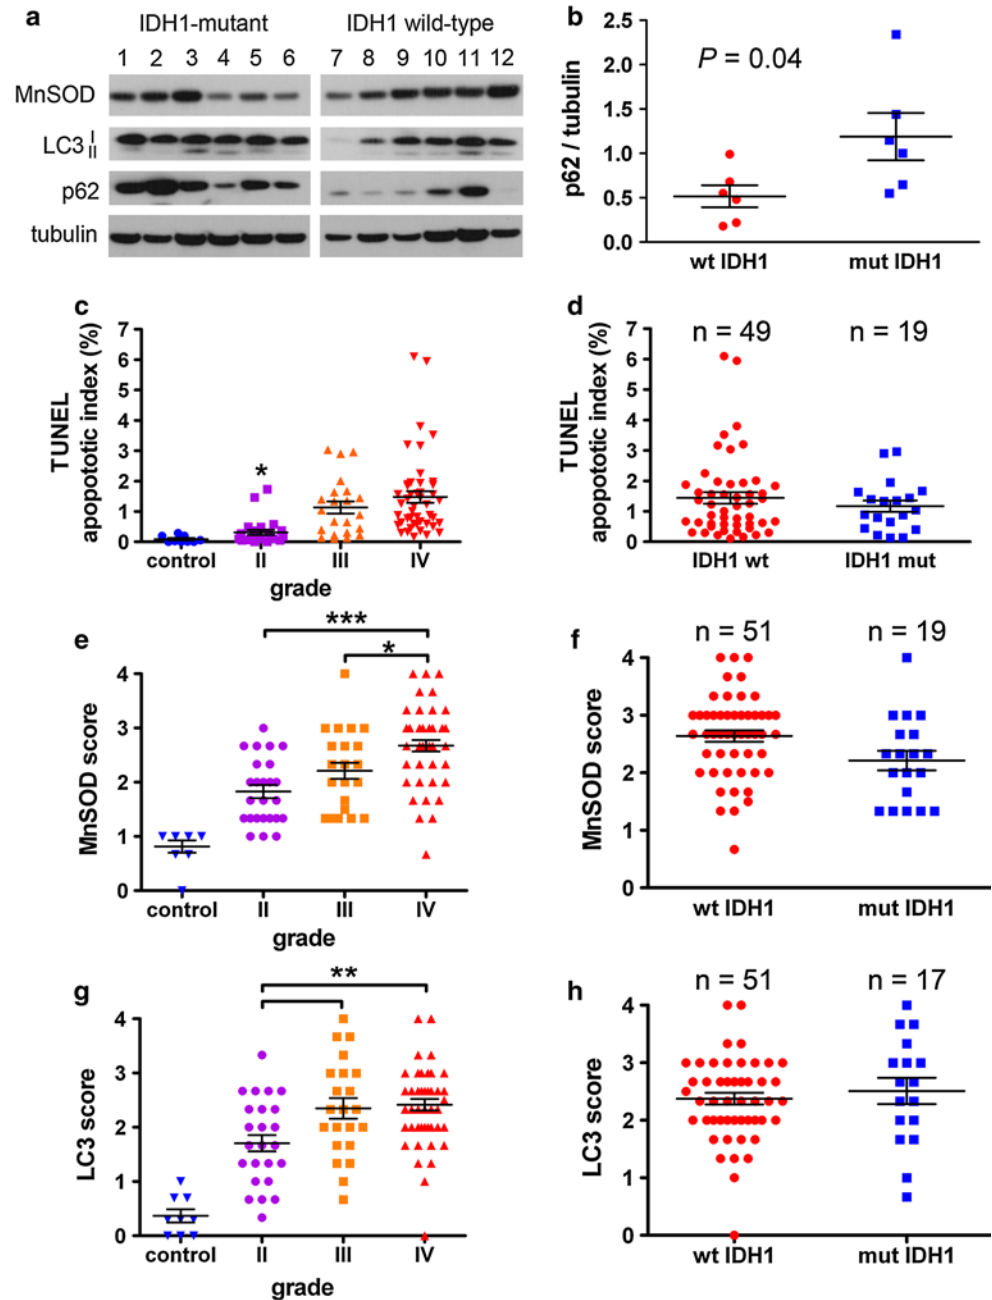 a
IDH1-mutant
IDH1 wild-type
1 2 3 4 5 6
7 8 9 10 11 12
MnSOD
LC3 I
II
p62
tubulin
b
P = 0.04
p62 / tubulin
2.5
2.0
1.5
1.0
0.5
0.0
wt IDH1
mut IDH1
c
TUNEL
apopototic index (%)
7
6
5
4
3
2
1
0
*
control
II
III
IV
grade
d
n = 49
n = 19
TUNEL
apoptotic index (%)
7
6
5
4
3
2
1
0
IDH1 wt
IDH1 mut
e
***
*
MnSOD score
4
3
2
1
0
control
II
III
IV
grade
f
n = 51
n = 19
MnSOD score
4
3
2
1
0
wt IDH1
mut IDH1
g
**
LC3 score
4
3
2
1
0
control
II
III
IV
grade
h
n = 51
n = 17
LC3 score
4
3
2
1
0
wt IDH1
mut IDH1